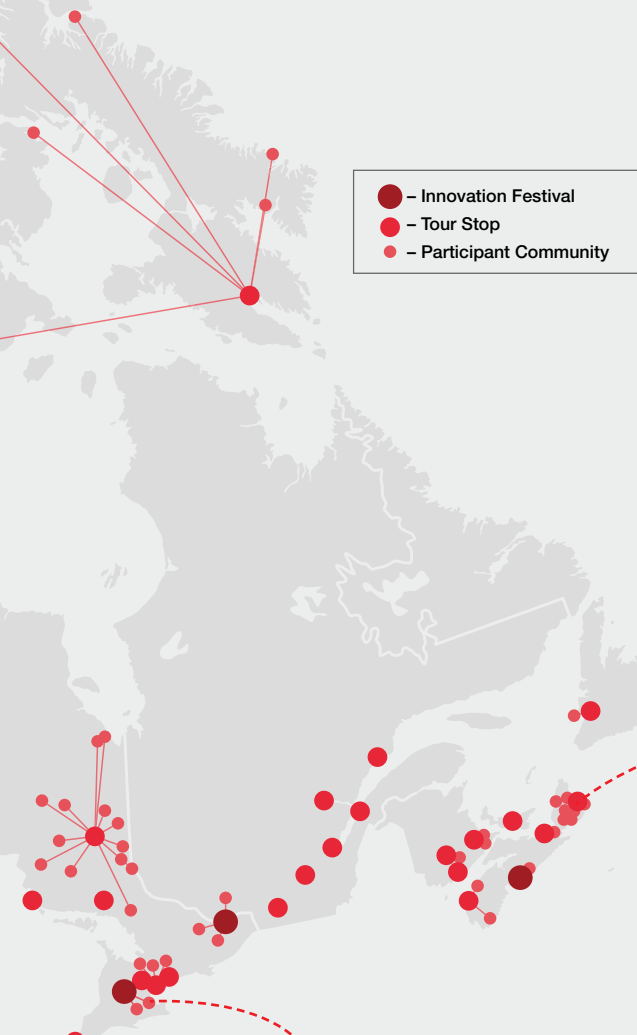 – Innovation Festival
– Tour Stop
– Participant Community